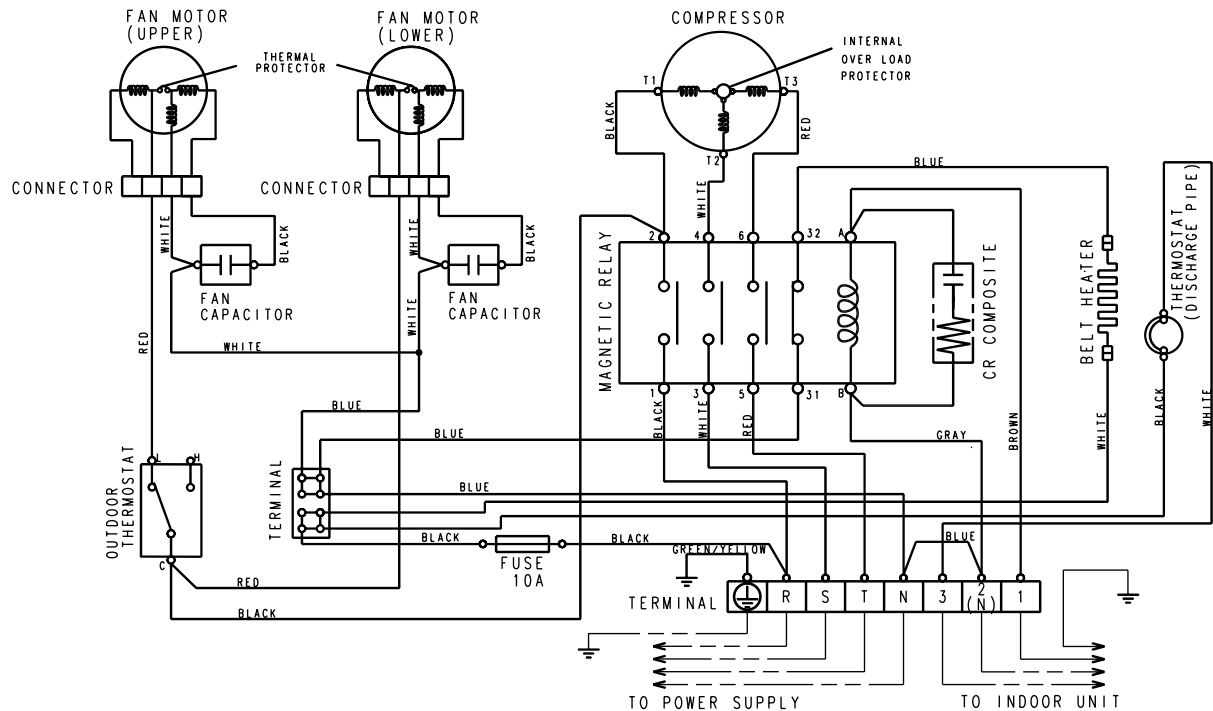 FAN MOTOR
(UPPER)
FAN MOTOR
(LOWER)
COMPRESSOR
THERMAL
PROTECTOR
INTERNAL
OVER LOAD
PROTECTOR
T1
T3
T2
BLACK
RED
WHITE
BLUE
CONNECTOR
CONNECTOR
WHITE
BLACK
WHITE
BLACK
FAN
CAPACITOR
FAN
CAPACITOR
WHITE
WHITE
RED
MAGNETIC RELAY
2
4
6
32
A
1
3
5
31
B
CR COMPOSITE
BELT HEATER
THERMOSTAT
(DISCHARGE PIPE)
BLACK
WHITE
RED
GRAY
BROWN
WHITE
BLACK
WHITE
BLUE
BLUE
BLUE
L
H
C
OUTDOOR
THERMOSTAT
TERMINAL
BLACK
FUSE
10A
BLACK
GREEN/YELLOW
BLUE
RED
BLACK
TERMINAL
R
S
T
N
3
2
(N)
1
TO POWER SUPPLY
TO INDOOR UNIT